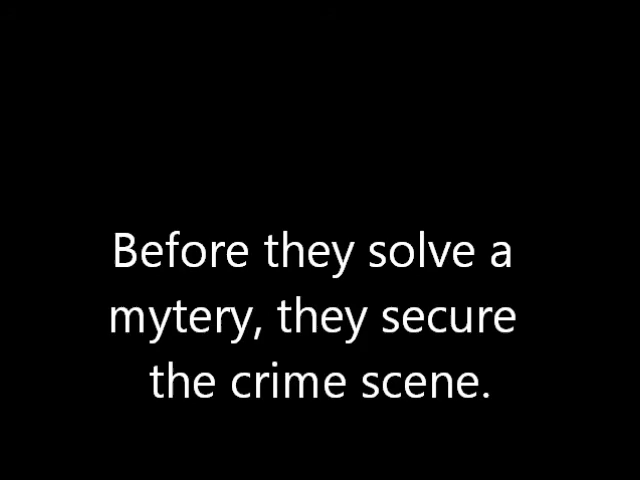 Before they solve a
mytery, they secure
the crime scene.